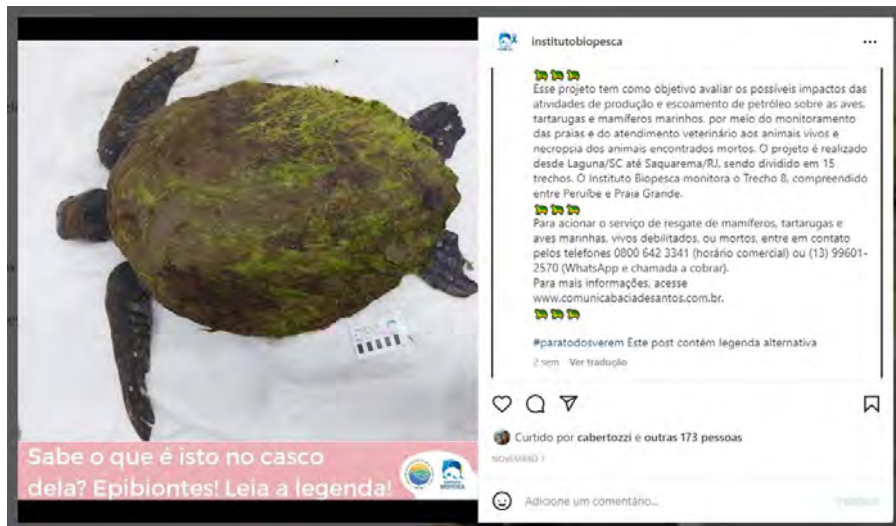 institutobiopesca
Esse projeto tem como objetivo avaliar os possíveis impactos das
atividades de produção e escoamento de petróleo sobre as aves,
tartarugas e mamíferos marinhos, por meio do monitoramento
das praias e do atendimento veterinário aos animais vivos e
necropsia dos animais encontrados mortos. O projeto é realizado
desde Laguna/SC até Saquarema/RJ, sendo dividido em 15
trechos. O Instituto Biopesca monitora o Trecho 8, compreendido
entre Peruíbe e Praia Grande.
Para acionar o serviço de resgate de mamíferos, tartarugas e
aves marinhas, vivos debilitados, ou mortos, entre em contato
pelos telefones 0800 642 3341 (horário comercial) ou (13) 99601-
2570 (WhatsApp e chamada a cobrar).
Para mais informações, acesse
www.comunicabaciadesantos.com.br.
#paratodosverem Este post contém legenda alternativa
2 sem Ver tradução
Curtido por cabertozzi e outras 173 pessoas
NOVEMBRO 7
Adicione um comentário...
Sabe o que é isto no casco
dela? Epibiontes! Leia a legenda!
BIOPESCA